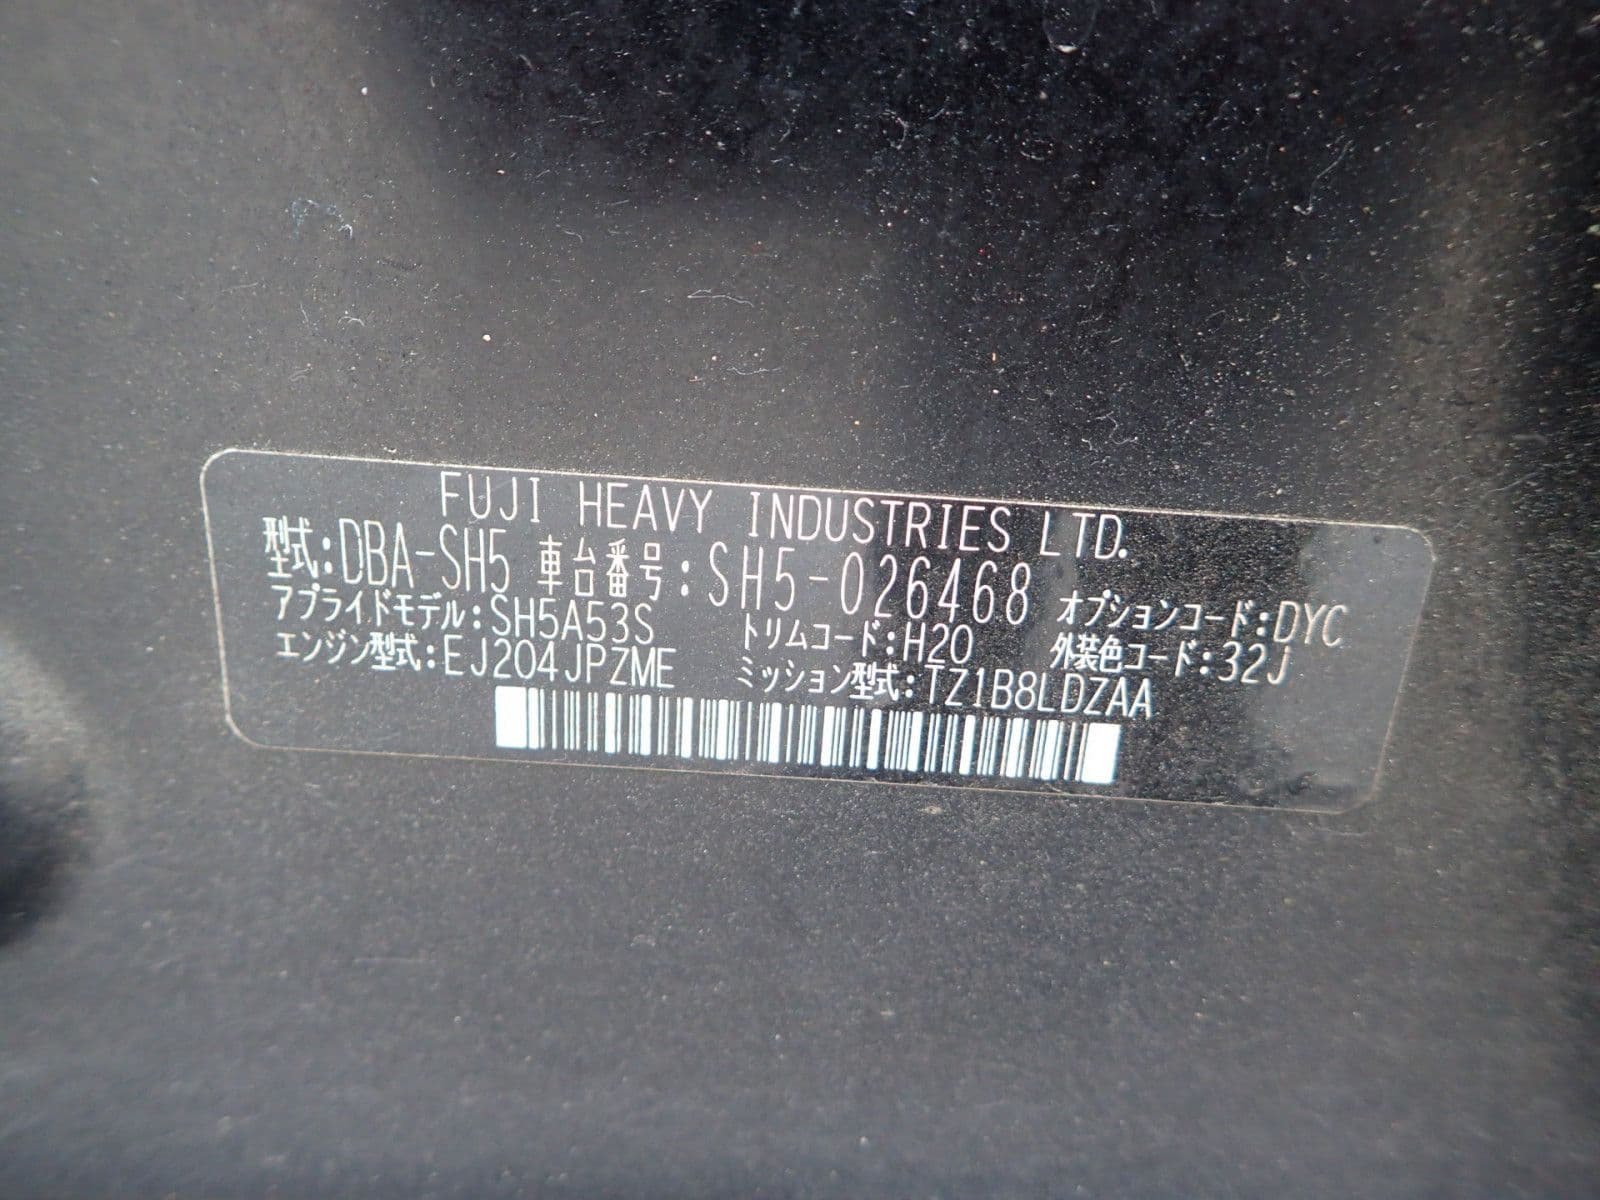 FUJI HEAVY INDUSTRIES LTD.
型式:DBA-SH5 車台番号:SH5-026468
アプライドモデル:SH5A53S トリムコード:H20 オプションコード:DYC
エンジン型式:EJ204JPZME ミッション型式:TZ1B8LDZAA 外装色コード:32J